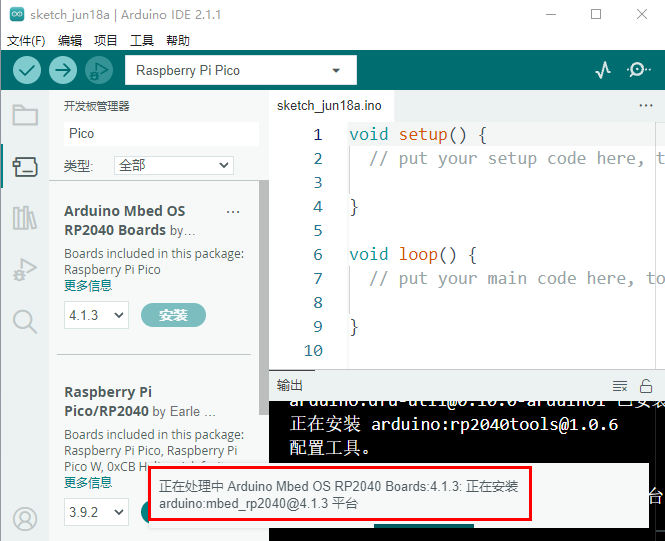 sketch_jun18a | Arduino IDE 2.1.1
文件(F) 编辑 项目 工具 帮助
Raspberry Pi Pico
开发板管理器
Pico
类型: 全部
Arduino Mbed OS
RP2040 Boards by...
Boards included in this package:
Raspberry Pi Pico
更多信息
4.1.3 安装
Raspberry Pi
Pico/RP2040 by Earle ...
Boards included in this package:
Raspberry Pi Pico, Raspberry Pi
Pico W, 0xCB
更多信息
3.9.2
sketch_jun18a.ino
1 void setup() {
2 // put your setup code here, t
3
4 }
5
6 void loop() {
7 // put your main code here, to
8
9 }
10
输出
arduino:dfu-util@0.10.0-arduino1 已安装
正在安装 arduino:rp2040tools@1.0.6
配置工具。
台
正在处理中 Arduino Mbed OS RP2040 Boards:4.1.3: 正在安装
arduino:mbed_rp2040@4.1.3 平台